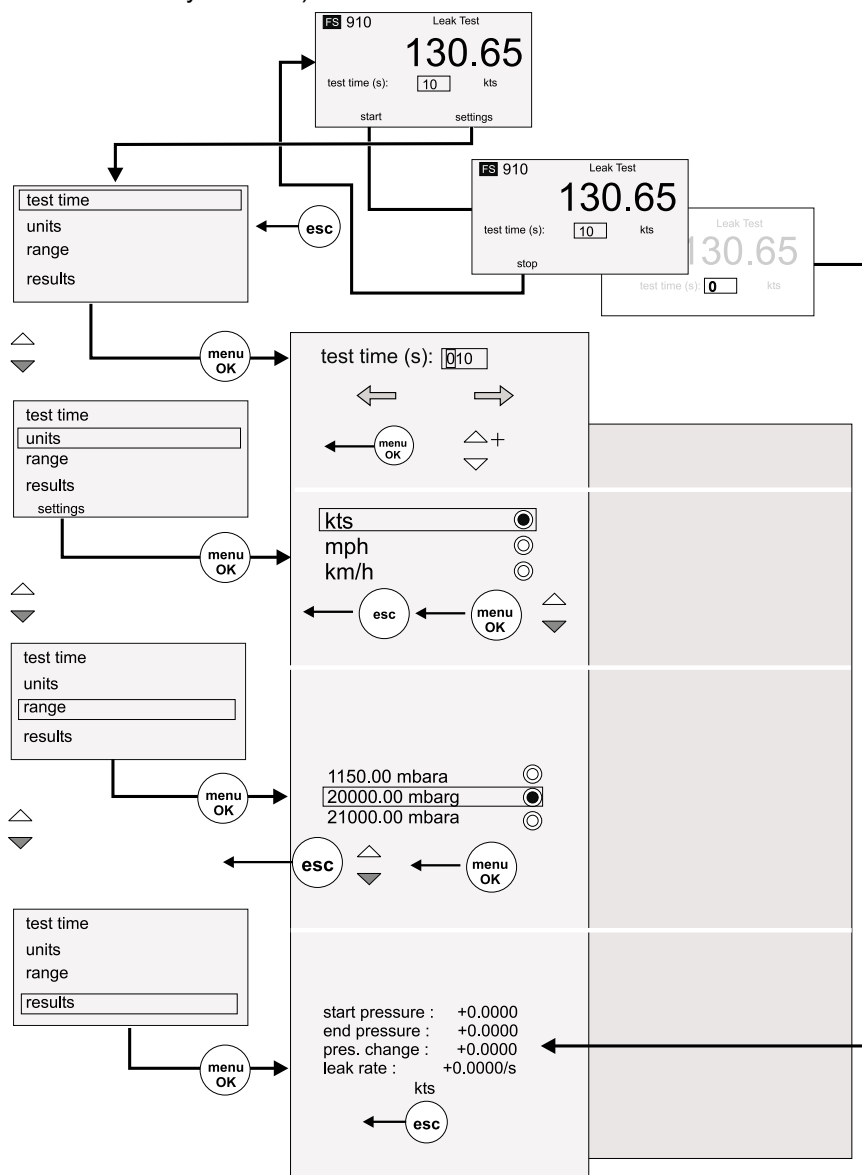 FS 910 Leak Test
130.65
test time (s): 10 kts
start settings
FS 910 Leak Test
130.65
test time (s): 10 kts
stop
Leak Test
130.65
test time (s): 0 kts
test time
units
range
results
esc
menu
OK
test time (s): 010
menu
OK
+
test time
units
range
results
settings
menu
OK
kts
mph
km/h
esc
menu
OK
test time
units
range
results
menu
OK
1150.00 mbara
20000.00 mbarg
21000.00 mbara
esc
menu
OK
test time
units
range
results
menu
OK
start pressure : +0.0000
end pressure : +0.0000
pres. change : +0.0000
leak rate : +0.0000/s
kts
esc